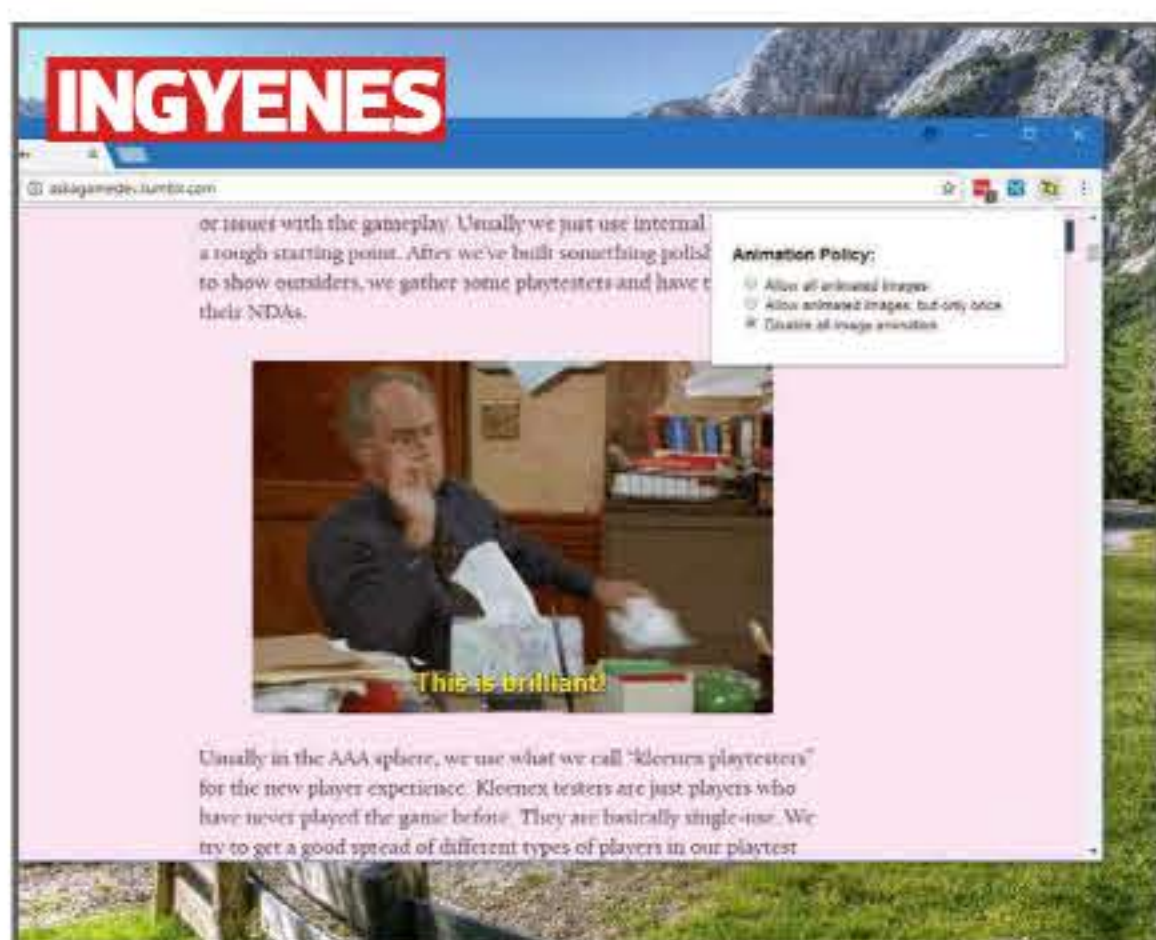 INGYENES
askagamedev.tumblr.com
or issues with the gameplay. Usually we just use internal
a rough starting point. After we've built something polish
to show outsiders, we gather some playtesters and have t
their NDAs.
Animation Policy:
Allow all animated images
Allow animated images, but only once
Disable all image animation
This is brilliant!
Usually in the AAA sphere, we use what we call "kleenex playtesters"
for the new player experience. Kleenex testers are just players who
have never played the game before. They are basically single-use. We
try to get a good spread of different types of players in our playtest